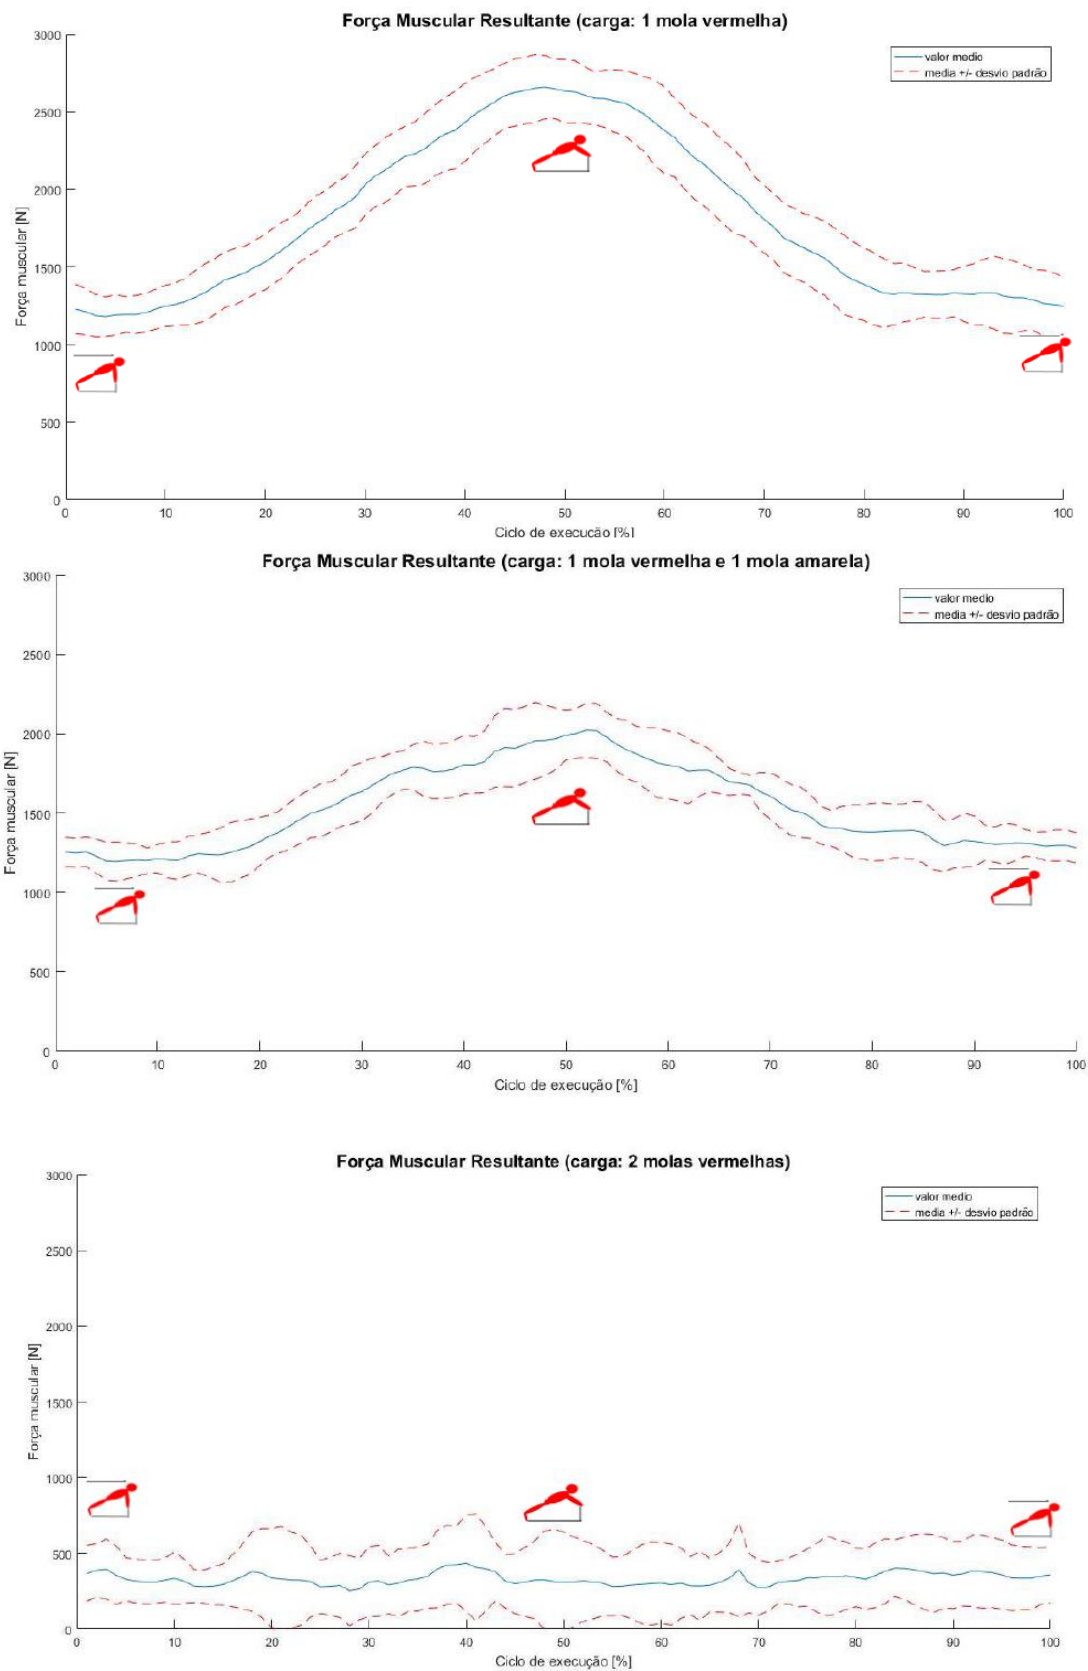 Força Muscular Resultante (carga: 1 mola vermelha)
3000
2500
2000
1500
1000
500
0
Força muscular [N]
valor medio
media +/- desvio padrão
0 10 20 30 40 50 60 70 80 90 100
Ciclo de execução [%]
Força Muscular Resultante (carga: 1 mola vermelha e 1 mola amarela)
3000
2500
2000
1500
1000
500
0
Força muscular [N]
valor medio
media +/- desvio padrão
0 10 20 30 40 50 60 70 80 90 100
Ciclo de execução [%]
Força Muscular Resultante (carga: 2 molas vermelhas)
3000
2500
2000
1500
1000
500
0
Força muscular [N]
valor medio
media +/- desvio padrão
0 10 20 30 40 50 60 70 80 90 100
Ciclo de execução [%]